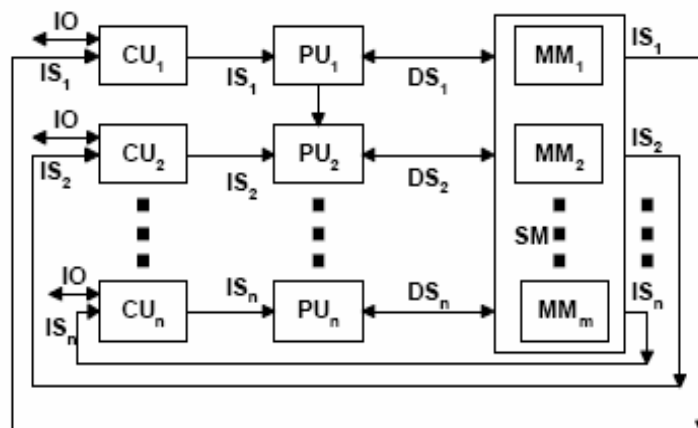 IO
IS₁
CU₁
IS₁
PU₁
DS₁
MM₁
IS₁
IO
IS₂
CU₂
IS₂
PU₂
DS₂
MM₂
IS₂
SM
IO
ISₙ
CUₙ
ISₙ
PUₙ
DSₙ
MMₘ
ISₙ